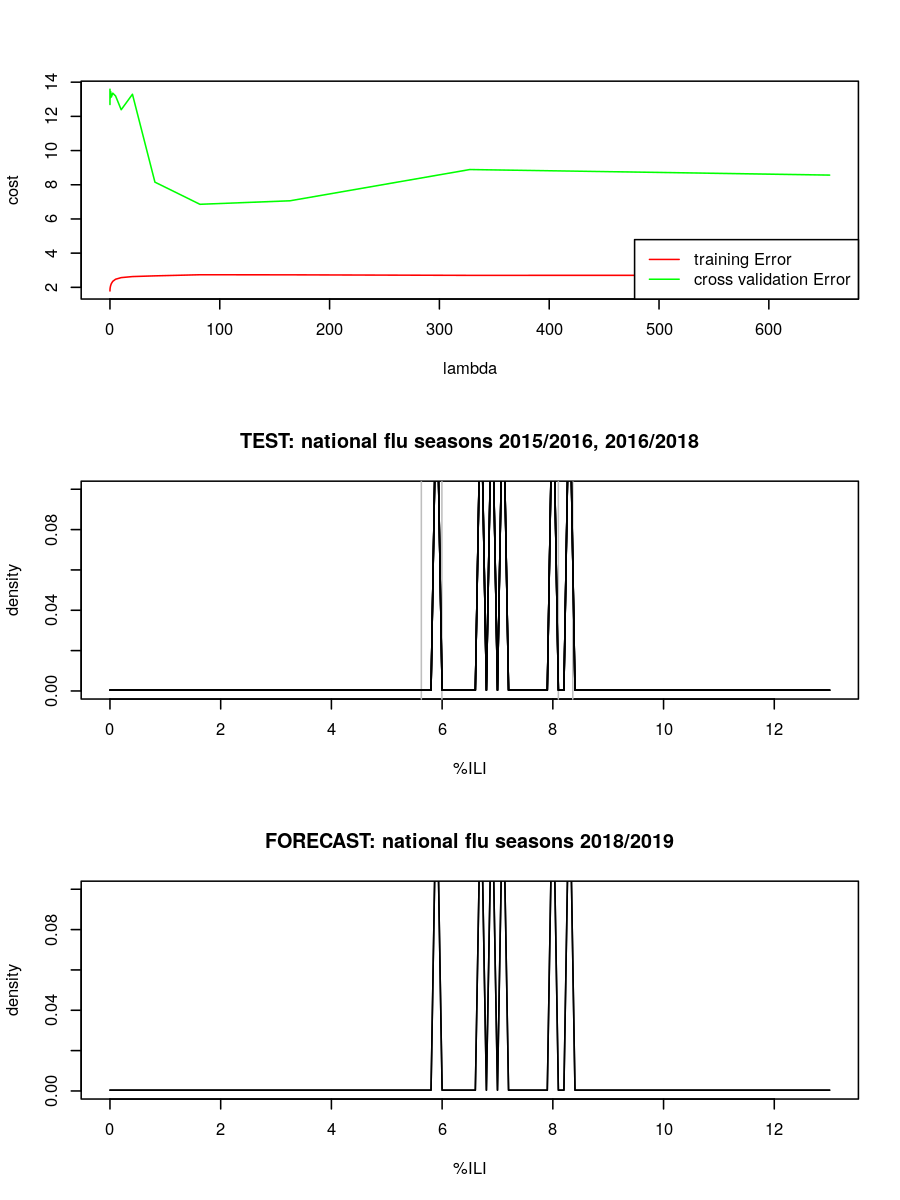 14
12
10
8
6
4
2
cost
training Error
cross validation Error
0 100 200 300 400 500 600
lambda
TEST: national flu seasons 2015/2016, 2016/2018
0.08
0.04
0.00
density
0 2 4 6 8 10 12
%ILI
FORECAST: national flu seasons 2018/2019
0.08
0.04
0.00
density
0 2 4 6 8 10 12
%ILI